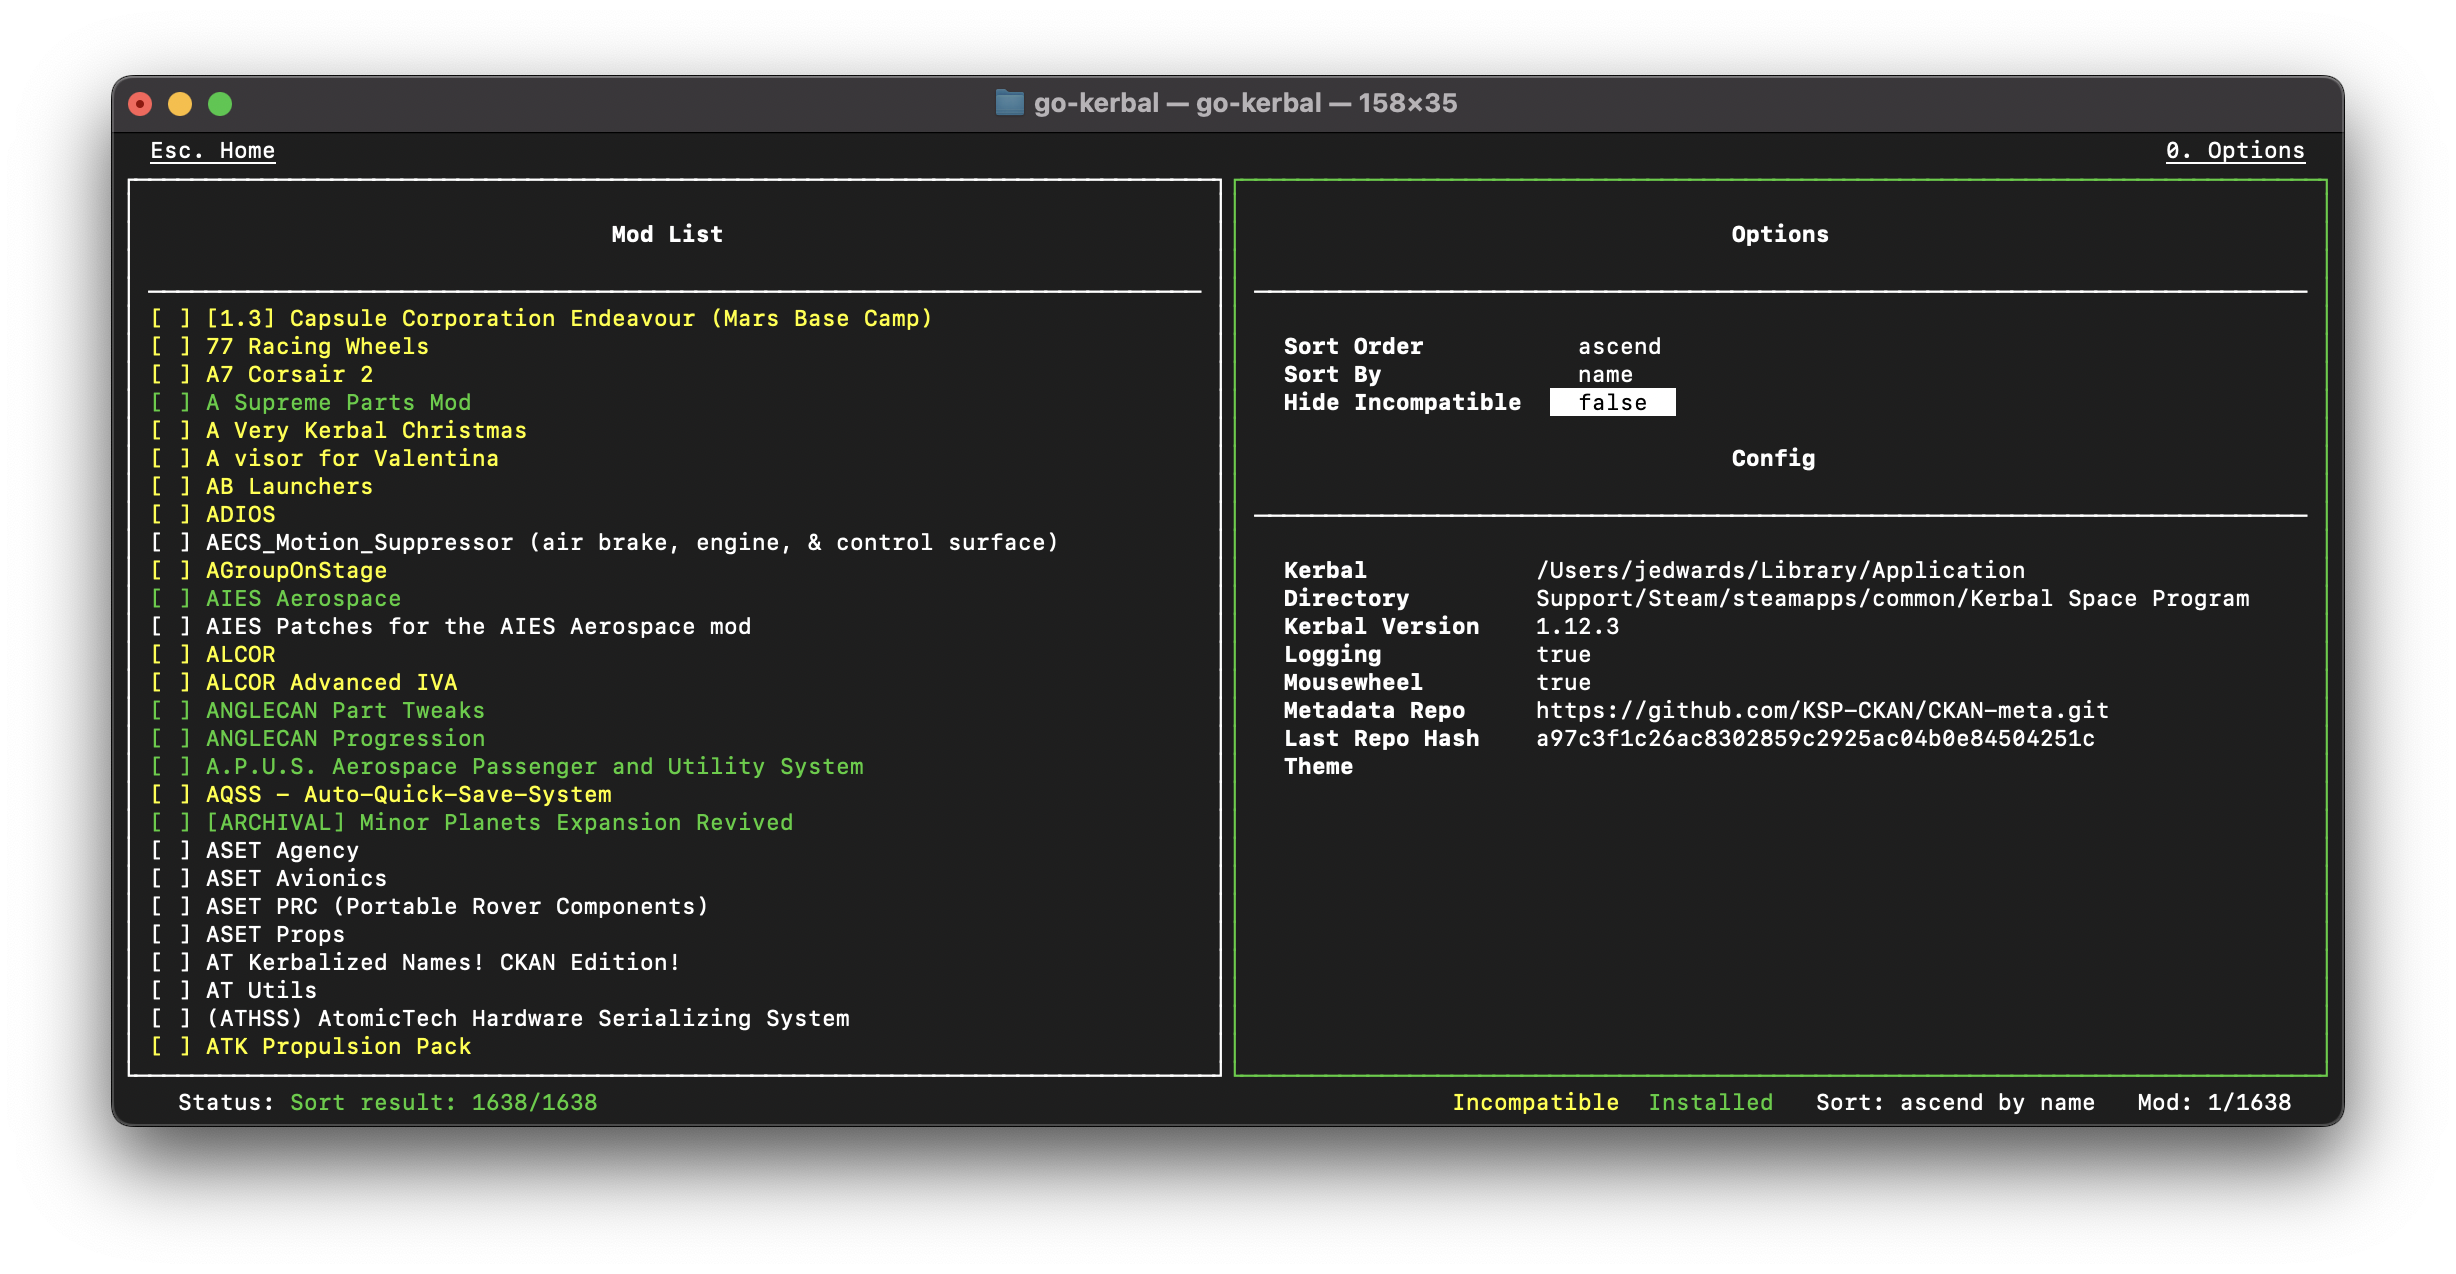 go-kerbal — go-kerbal — 158×35
Esc. Home
0. Options
Mod List
[ ] [1.3] Capsule Corporation Endeavour (Mars Base Camp)
[ ] 77 Racing Wheels
[ ] A7 Corsair 2
[ ] A Supreme Parts Mod
[ ] A Very Kerbal Christmas
[ ] A visor for Valentina
[ ] AB Launchers
[ ] ADIOS
[ ] AECS_Motion_Suppressor (air brake, engine, & control surface)
[ ] AGroupOnStage
[ ] AIES Aerospace
[ ] AIES Patches for the AIES Aerospace mod
[ ] ALCOR
[ ] ALCOR Advanced IVA
[ ] ANGLECAN Part Tweaks
[ ] ANGLECAN Progression
[ ] A.P.U.S. Aerospace Passenger and Utility System
[ ] AQSS - Auto-Quick-Save-System
[ ] [ARCHIVAL] Minor Planets Expansion Revived
[ ] ASET Agency
[ ] ASET Avionics
[ ] ASET PRC (Portable Rover Components)
[ ] ASET Props
[ ] AT Kerbalized Names! CKAN Edition!
[ ] AT Utils
[ ] (ATHSS) AtomicTech Hardware Serializing System
[ ] ATK Propulsion Pack
Options
Sort Order ascend
Sort By name
Hide Incompatible false
Config
Kerbal /Users/jedwards/Library/Application
Directory Support/Steam/steamapps/common/Kerbal Space Program
Kerbal Version 1.12.3
Logging true
Mousewheel true
Metadata Repo https://github.com/KSP-CKAN/CKAN-meta.git
Last Repo Hash a97c3f1c26ac8302859c2925ac04b0e84504251c
Theme
Status: Sort result: 1638/1638
Incompatible Installed Sort: ascend by name Mod: 1/1638